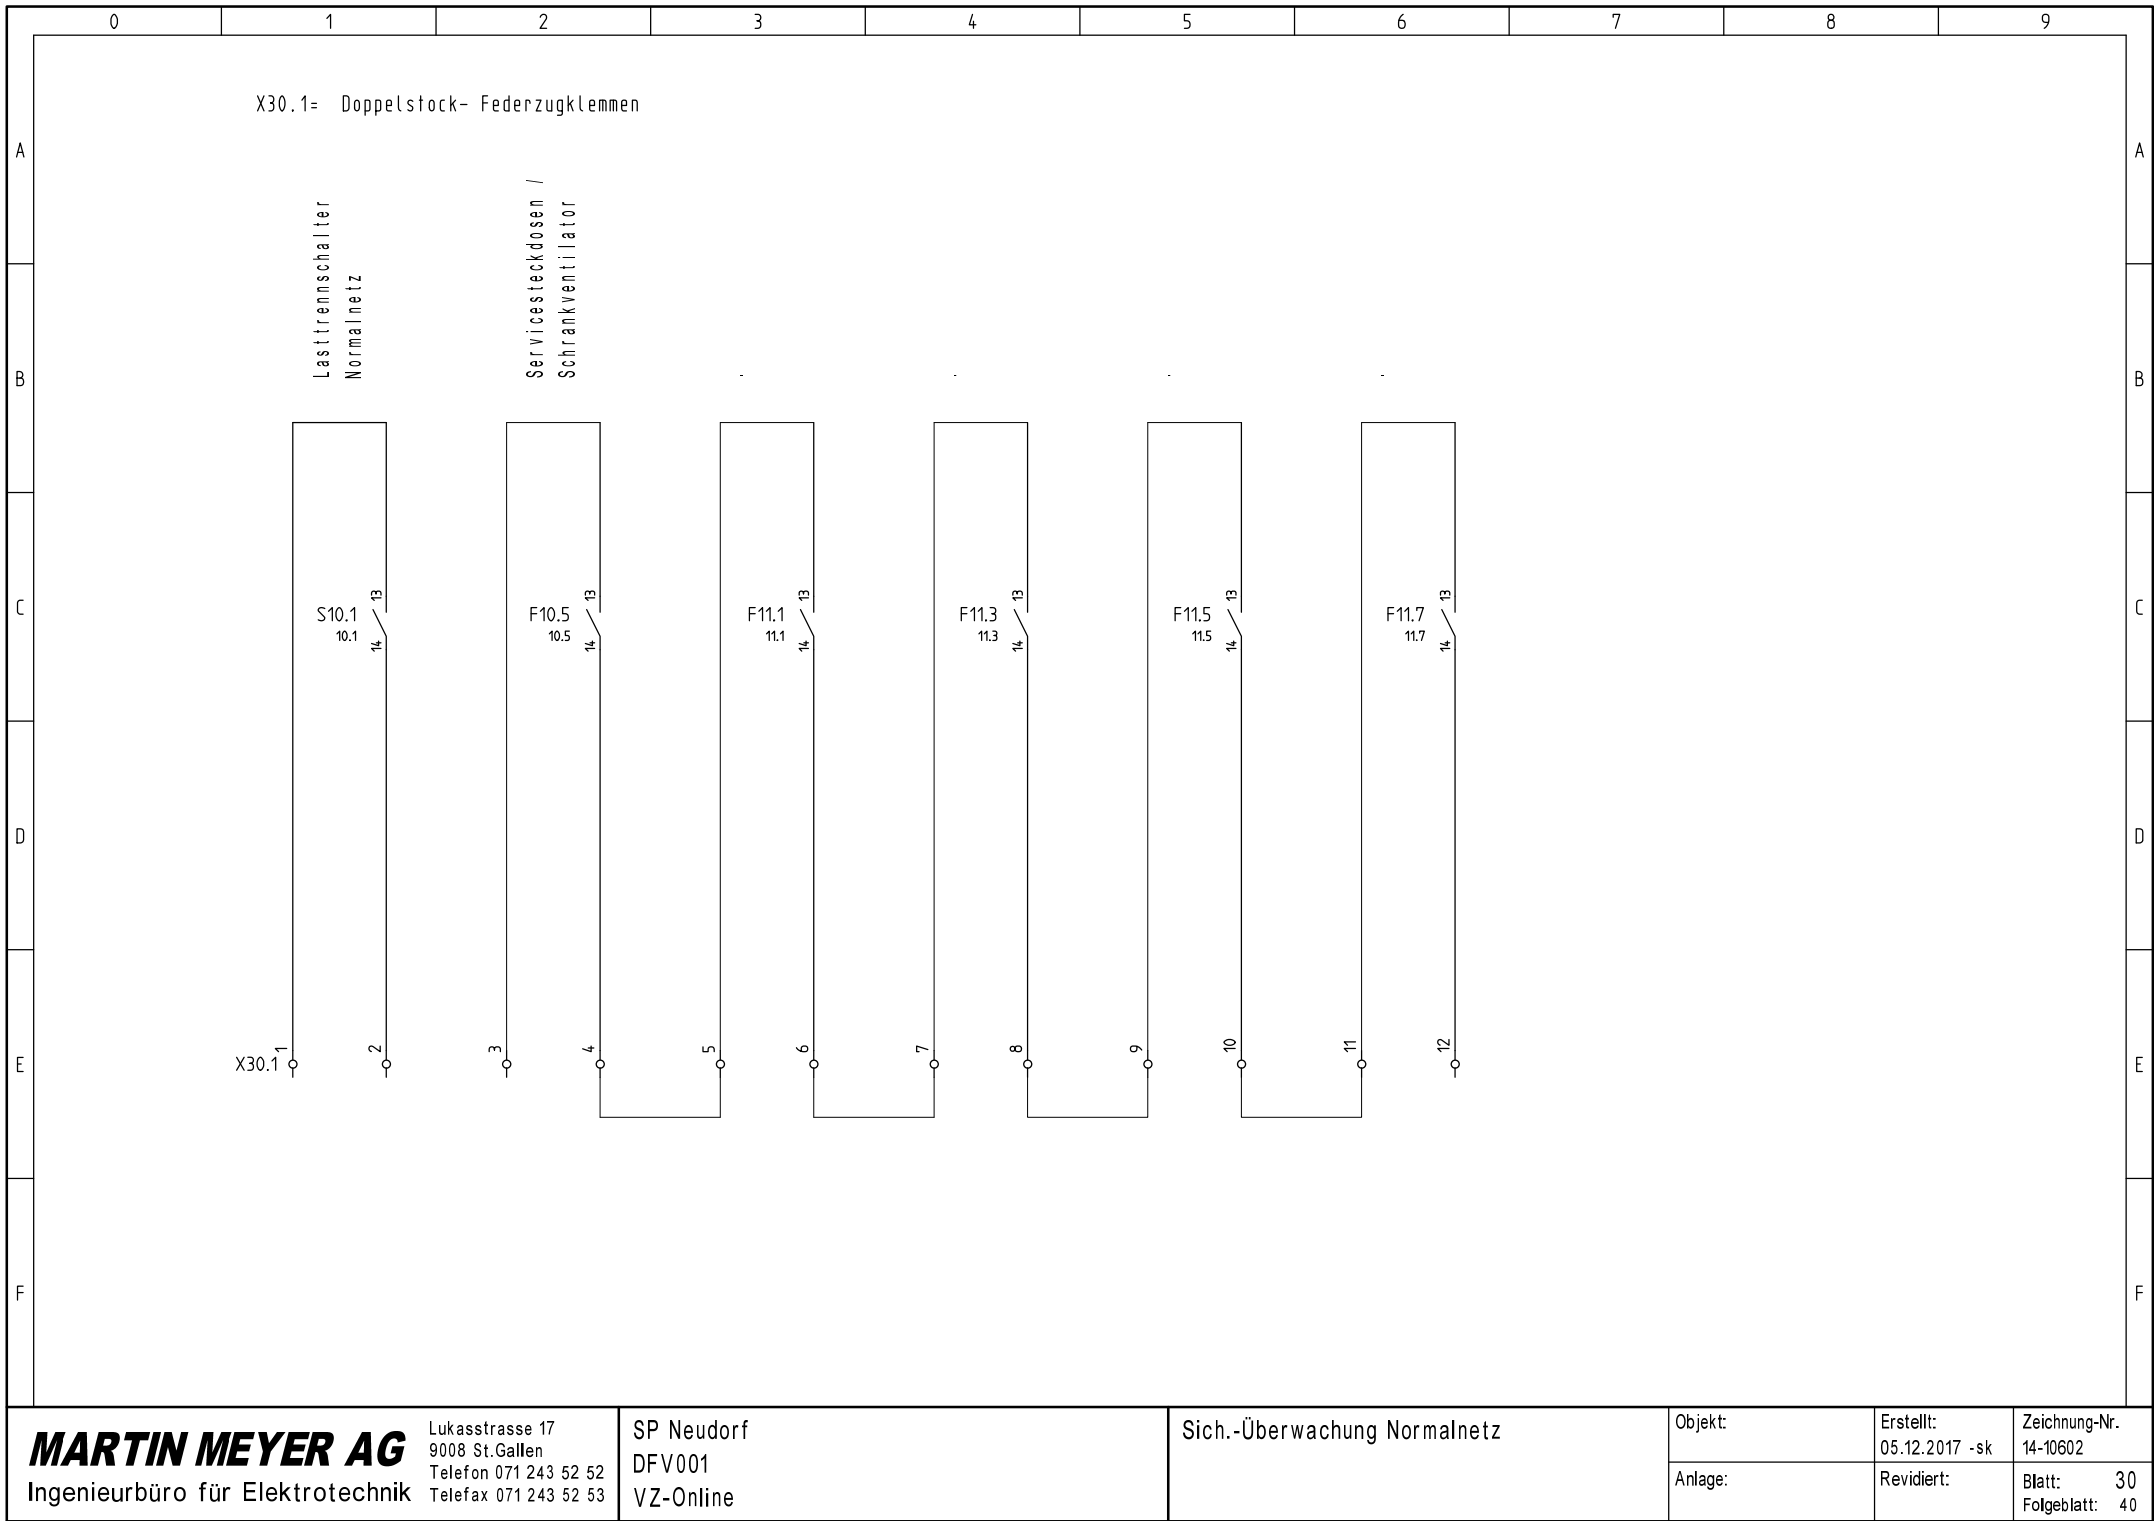 0 1 2 3 4 5 6 7 8 9
X30.1= Doppelstock- Federzugklemmen
A A
Lasttrennschalter
Normalnetz
Servicesteckdosen /
Schrankventilator
- - - -
B B
13 13 13 13 13 13
C S10.1 F10.5 F11.1 F11.3 F11.5 F11.7 C
10.1 10.5 11.1 11.3 11.5 11.7
14 14 14 14 14 14
D D
1 2 3 4 5 6 7 8 9 10 11 12
E X30.1 E
F F
MARTIN MEYER AG
Ingenieurbüro für Elektrotechnik
Lukasstrasse 17
9008 St.Gallen
Telefon 071 243 52 52
Telefax 071 243 52 53
SP Neudorf
DFV001
VZ-Online
Sich.-Überwachung Normalnetz
Objekt:
Anlage:
Erstellt:
05.12.2017 -sk
Revidiert:
Zeichnung-Nr.
14-10602
Blatt: 30
Folgeblatt: 40